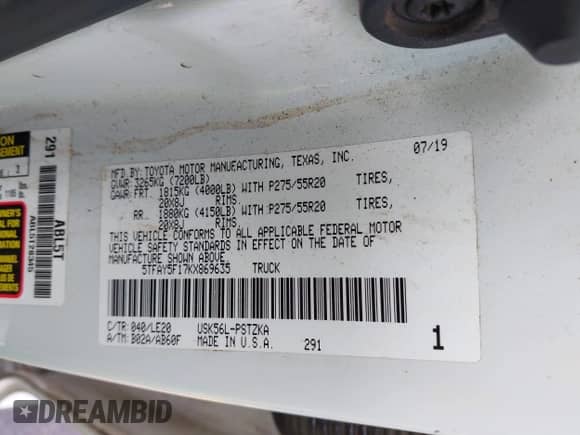 MFD.BY:TOYOTA MOTOR MANUFACTURING, TEXAS, INC. 07/19
GVWR:3265KG (7200LB)
GAWR:FRT. 1815KG (4000LB) WITH P275/55R20 TIRES,
20X8J RIMS
RR. 1880KG (4150LB) WITH P275/55R20 TIRES,
20X8J RIMS
THIS VEHICLE CONFORMS TO ALL APPLICABLE FEDERAL MOTOR
VEHICLE SAFETY STANDARDS IN EFFECT ON THE DATE OF
MANUFACTURE SHOWN ABOVE.
5TFAY5F17KX869635 TRUCK
C/TR:040/LE20 USK56L-PSTZKA
A/TM:B02A/AB60F MADE IN U.S.A. 291
1
291
ABL5T
DREAMBID